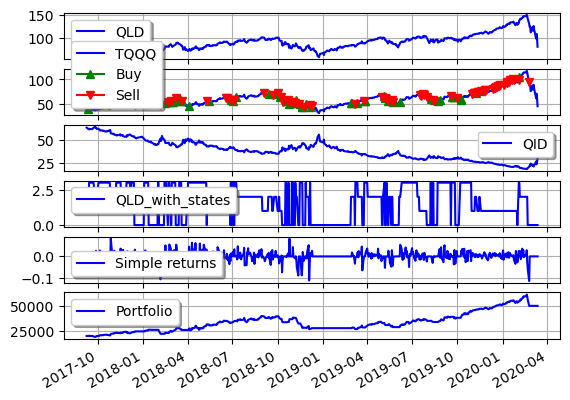 150
100
QLD
TQQQ
Buy
Sell
100
50
50
25
QID
2.5
0.0
QLD_with_states
0.0
−0.1
Simple returns
50000
25000
Portfolio
2017-10
2018-01
2018-04
2018-07
2018-10
2019-01
2019-04
2019-07
2019-10
2020-01
2020-04